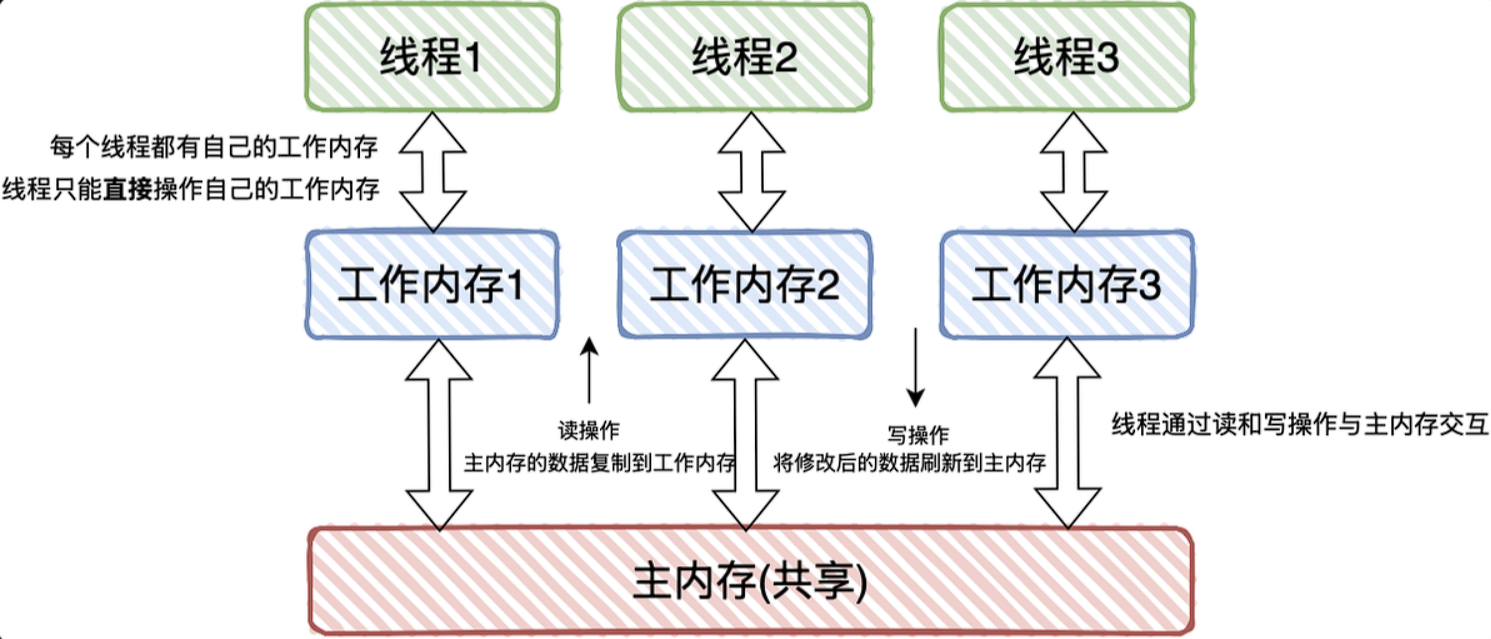 线程1
线程2
线程3
每个线程都有自己的工作内存
线程只能直接操作自己的工作内存
工作内存1
工作内存2
工作内存3
读操作
主内存的数据复制到工作内存
写操作
将修改后的数据刷新到主内存
线程通过读和写操作与主内存交互
主内存(共享)